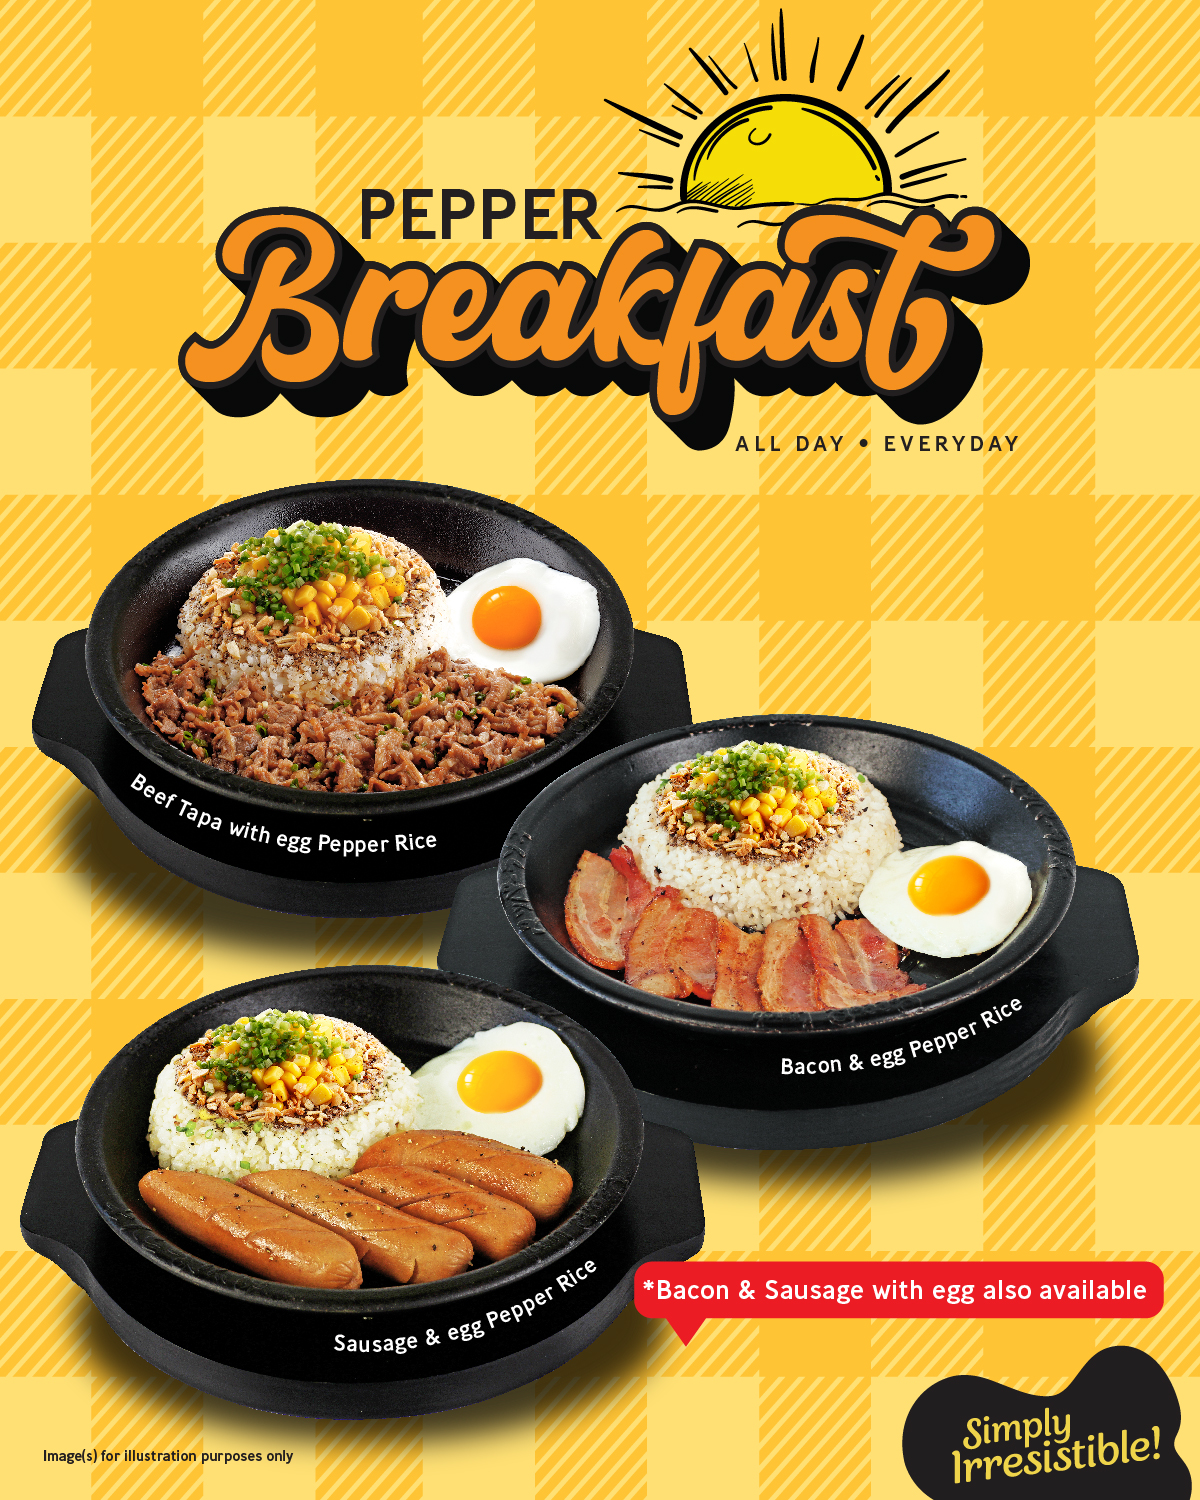 PEPPER
Breakfast
ALL DAY • EVERYDAY
Beef Tapa with egg Pepper Rice
Bacon & egg Pepper Rice
Sausage & egg Pepper Rice
*Bacon & Sausage with egg also available
Simply
Irresistible!
Image(s) for illustration purposes only